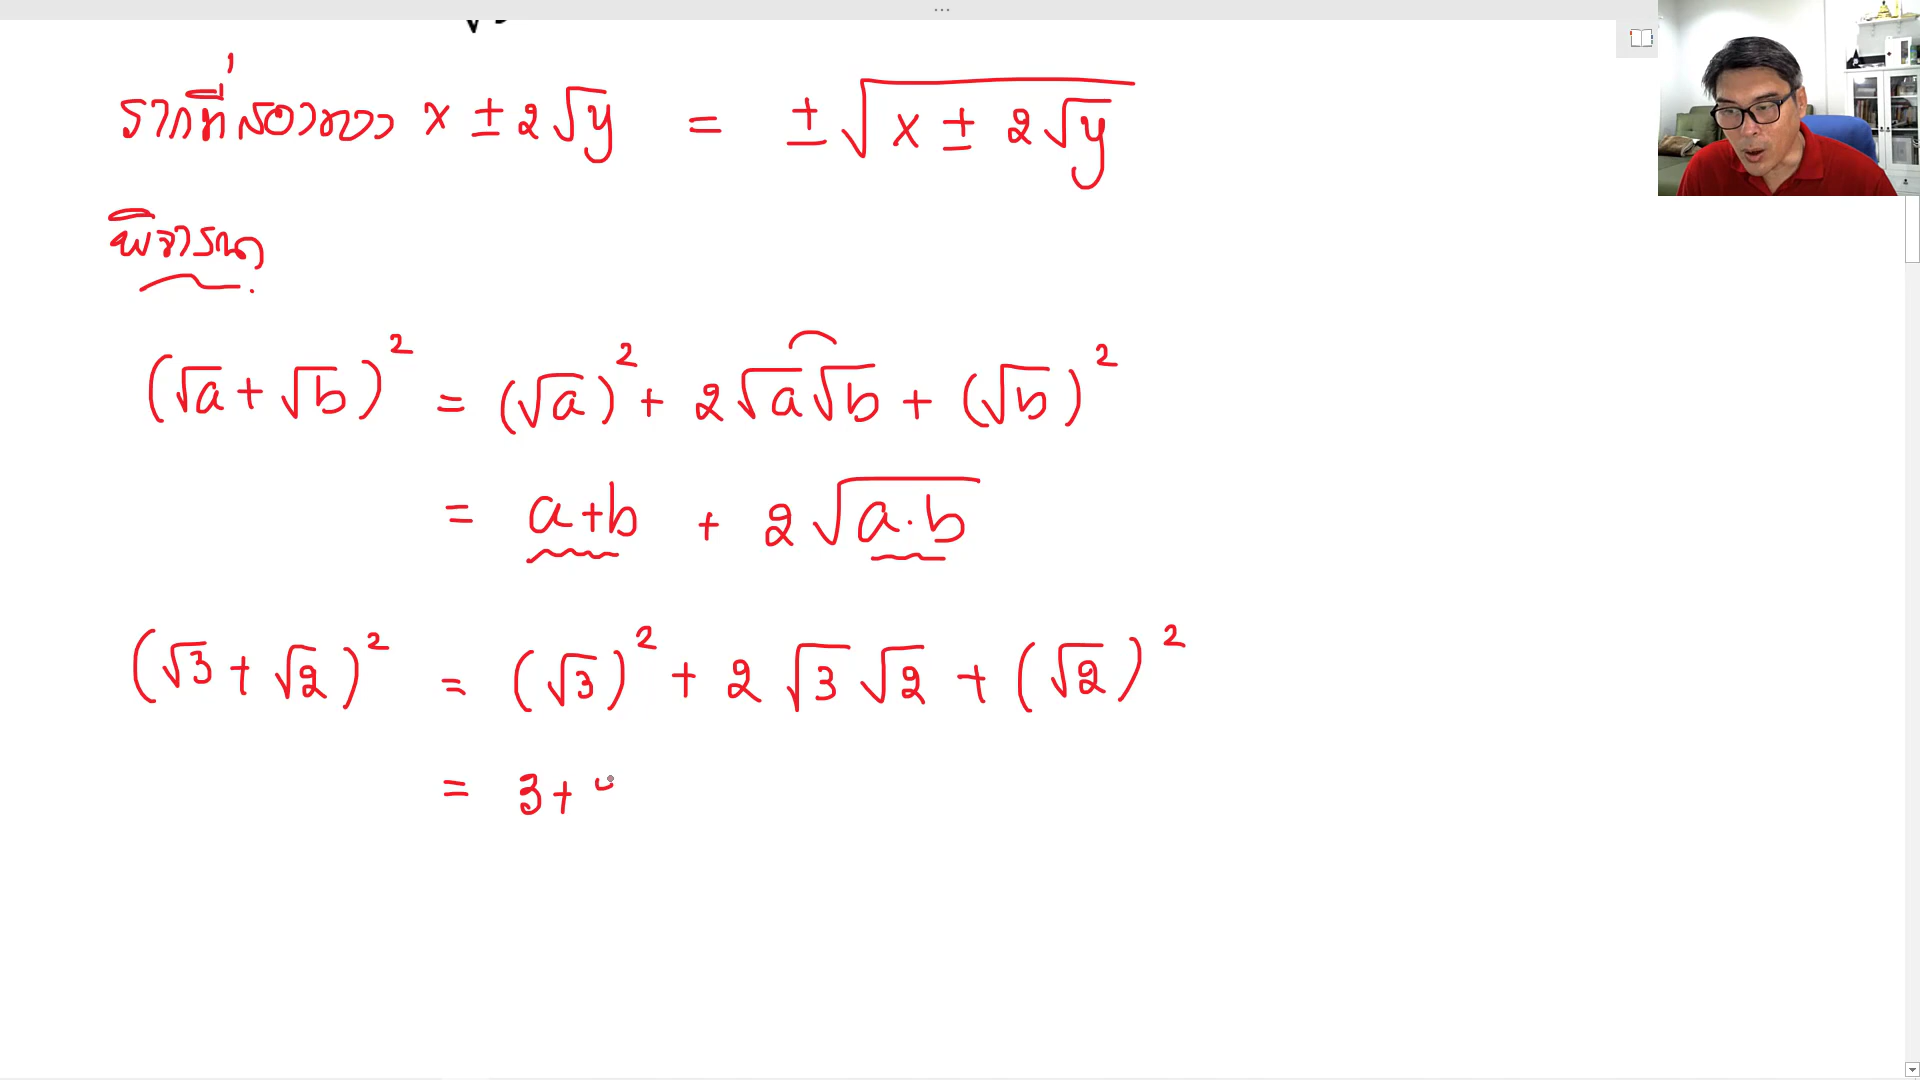 รากที่สองของ x ± 2√y = ±√(x ± 2√y)
พิจารณา
(√a + √b)² = (√a)² + 2√a√b + (√b)²
= a+b + 2√(a·b)
(√3 + √2)² = (√3)² + 2√3√2 + (√2)²
= 3+